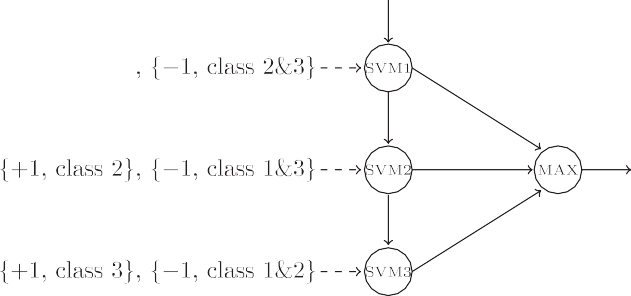 , {−1, class 2&3} SVM1
{+1, class 2}, {−1, class 1&3} SVM2 MAX
{+1, class 3}, {−1, class 1&2} SVM3